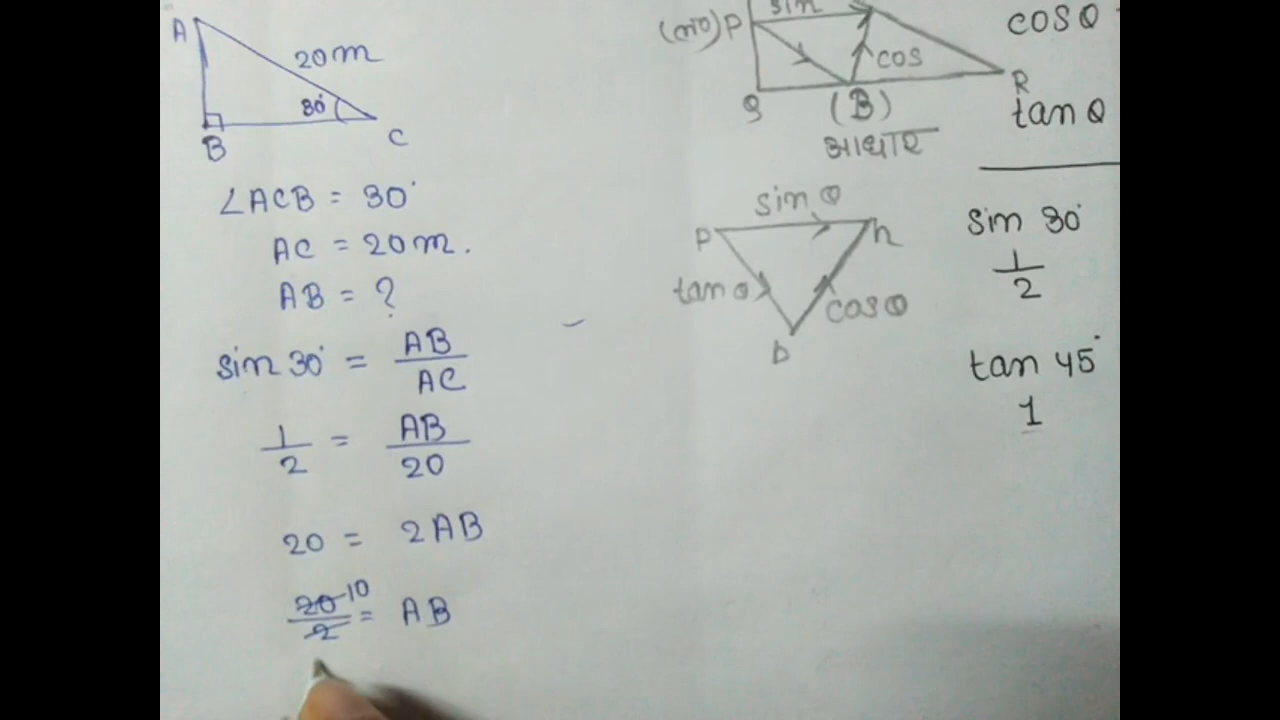 A
20m
30°
B
C
∠ACB = 30°
AC = 20m.
AB = ?
sin 30° = AB/AC
1/2 = AB/20
20 = 2AB
20/2 10 = AB
sin
P
cos
Q
(B)
R
आधार
sin θ
P
h
tan θ
cos θ
b
cos θ
tan θ
sin 30°
1/2
tan 45°
1